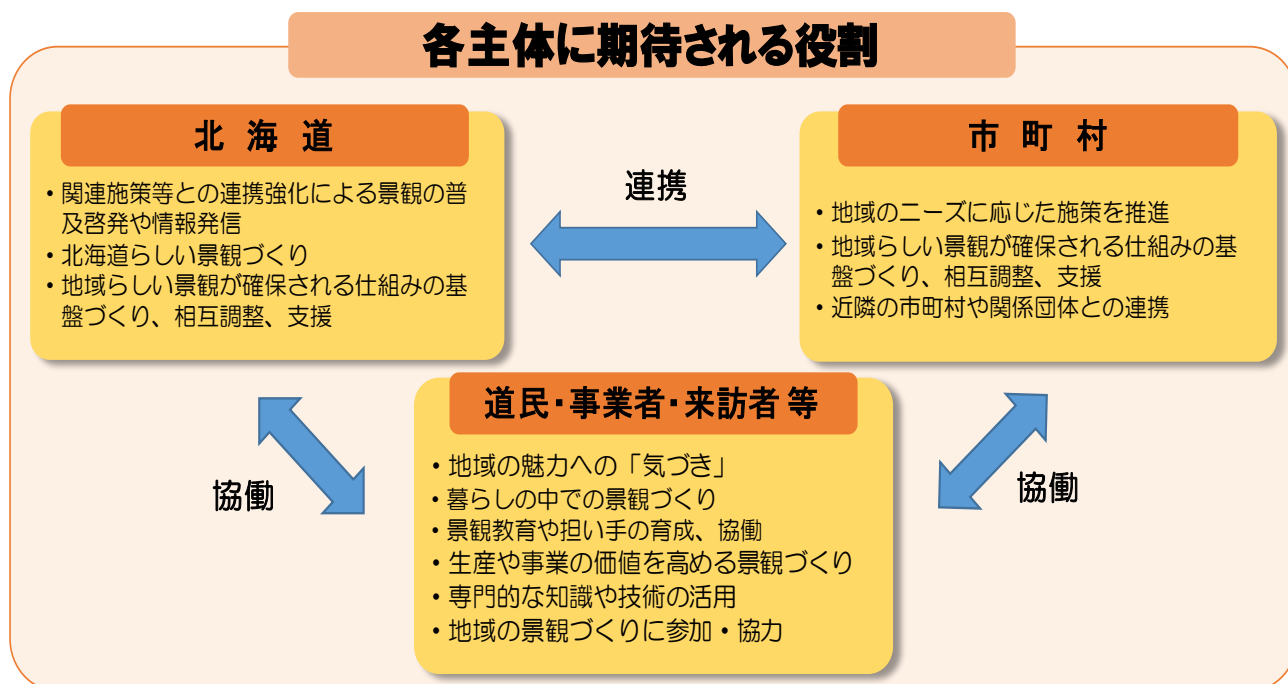 各主体に期待される役割
北 海 道
・関連施策等との連携強化による景観の普
及啓発や情報発信
・北海道らしい景観づくり
・地域らしい景観が確保される仕組みの基
盤づくり、相互調整、支援
連携
市 町 村
・地域のニーズに応じた施策を推進
・地域らしい景観が確保される仕組みの基
盤づくり、相互調整、支援
・近隣の市町村や関係団体との連携
協働
道民・事業者・来訪者 等
・地域の魅力への「気づき」
・暮らしの中での景観づくり
・景観教育や担い手の育成、協働
・生産や事業の価値を高める景観づくり
・専門的な知識や技術の活用
・地域の景観づくりに参加・協力
協働